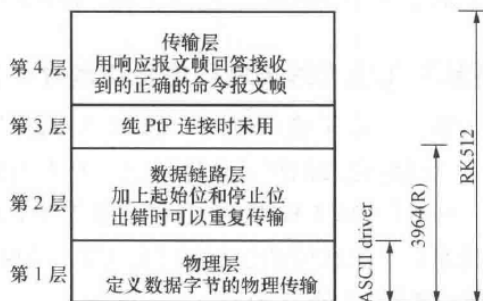 传输层
第4层
用响应报文帧回答接收
到的正确的命令报文帧
第3层
纯 PtP 连接时未用
数据链路层
第2层
加上起始位和停止位
出错时可以重复传输
物理层
第1层
定义数据字节的物理传输
ASCII driver
3964(R)
RK512